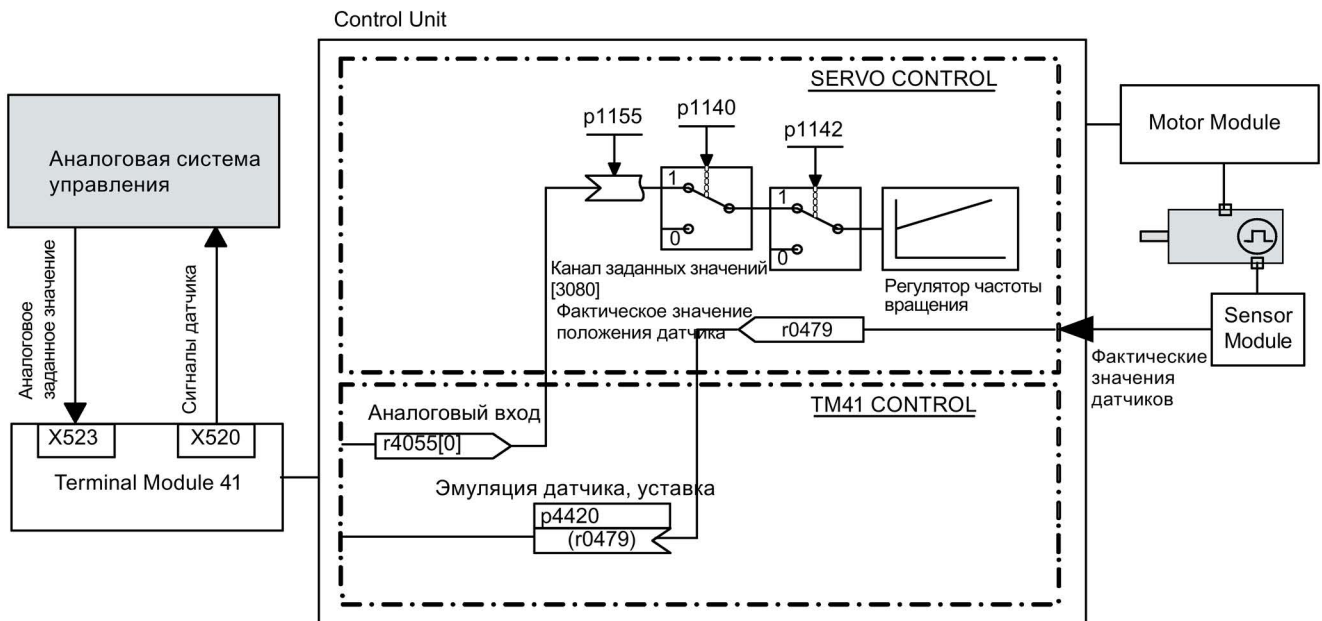 Control Unit
SERVO CONTROL
Аналоговая система
управления
Motor Module
p1155
p1140
p1142
1
0
1
0
Канал заданных значений
[3080]
Регулятор частоты
вращения
Фактическое значение
положения датчика
r0479
Sensor
Module
Фактические
значения
датчиков
Аналоговое
заданное значение
Сигналы датчика
X523
X520
Terminal Module 41
TM41 CONTROL
Аналоговый вход
r4055[0]
Эмуляция датчика, уставка
p4420
(r0479)